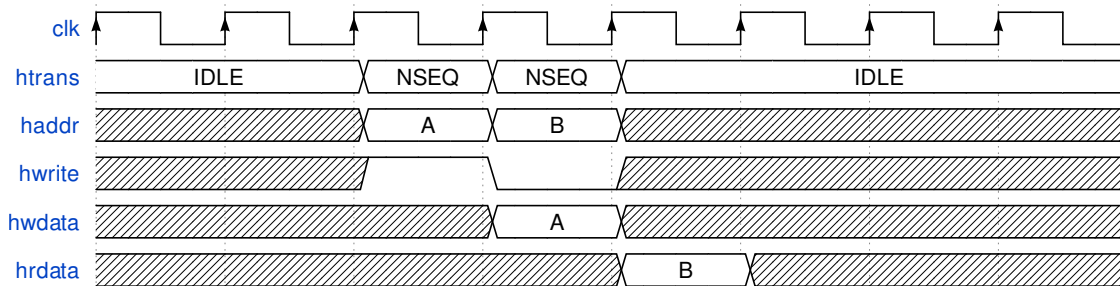 clk
htrans IDLE NSEQ NSEQ IDLE
haddr A B
hwrite
hwdata A
hrdata B